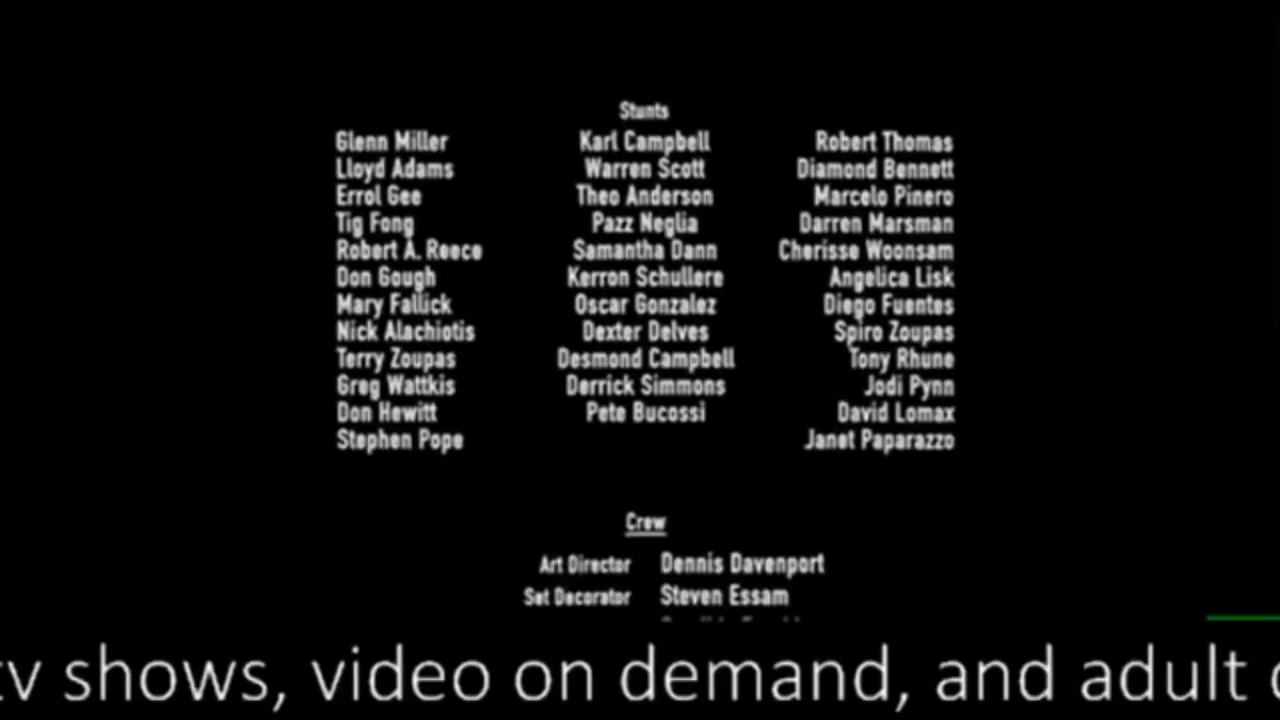 Stunts
Glenn Miller Karl Campbell Robert Thomas
Lloyd Adams Warren Scott Diamond Bennett
Errol Gee Theo Anderson Marcelo Pinero
Tig Fong Pazz Neglia Darren Marsman
Robert A. Reece Samantha Dann Cherisse Woonsam
Don Gough Kerron Schullere Angelica Lisk
Mary Fallick Oscar Gonzalez Diego Fuentes
Nick Alachiotis Dexter Delves Spiro Zoupas
Terry Zoupas Desmond Campbell Tony Rhune
Greg Wattkis Derrick Simmons Jodi Pynn
Don Hewitt Pete Bucossi David Lomax
Stephen Pope Janet Paparazzo
Crew
Art Director Dennis Davenport
Set Decorator Steven Essam
tv shows, video on demand, and adult